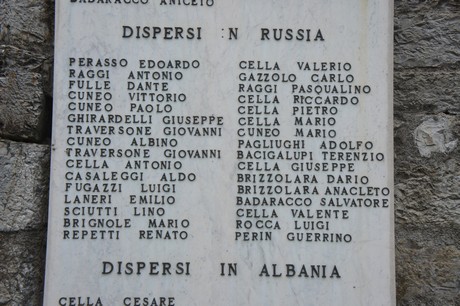 BADARACCO ANICETO
DISPERSI :N RUSSIA
PERASSO EDOARDO
RAGGI ANTONIO
FULLE DANTE
CUNEO VITTORIO
CUNEO PAOLO
GHIRARDELLI GIUSEPPE
TRAVERSONE GIOVANNI
CUNEO ALBINO
TRAVERSONE GIOVANNI
CELLA ANTONIO
CASALEGGI ALDO
FUGAZZI LUIGI
LANERI EMILIO
SCIUTTI LINO
BRIGNOLE MARIO
REPETTI RENATO
CELLA VALERIO
GAZZOLO CARLO
RAGGI PASQUALINO
CELLA RICCARDO
CELLA PIETRO
CELLA MARIO
CUNEO MARIO
PAGLIUGHI ADOLFO
BACIGALUPI TERENZIO
CELLA GIUSEPPE
BRIZZOLARA DARIO
BRIZZOLARA ANACLETO
BADARACCO SALVATORE
CELLA VALENTE
ROCCA LUIGI
PERIN GUERRINO
DISPERSI IN ALBANIA
CELLA CESARE